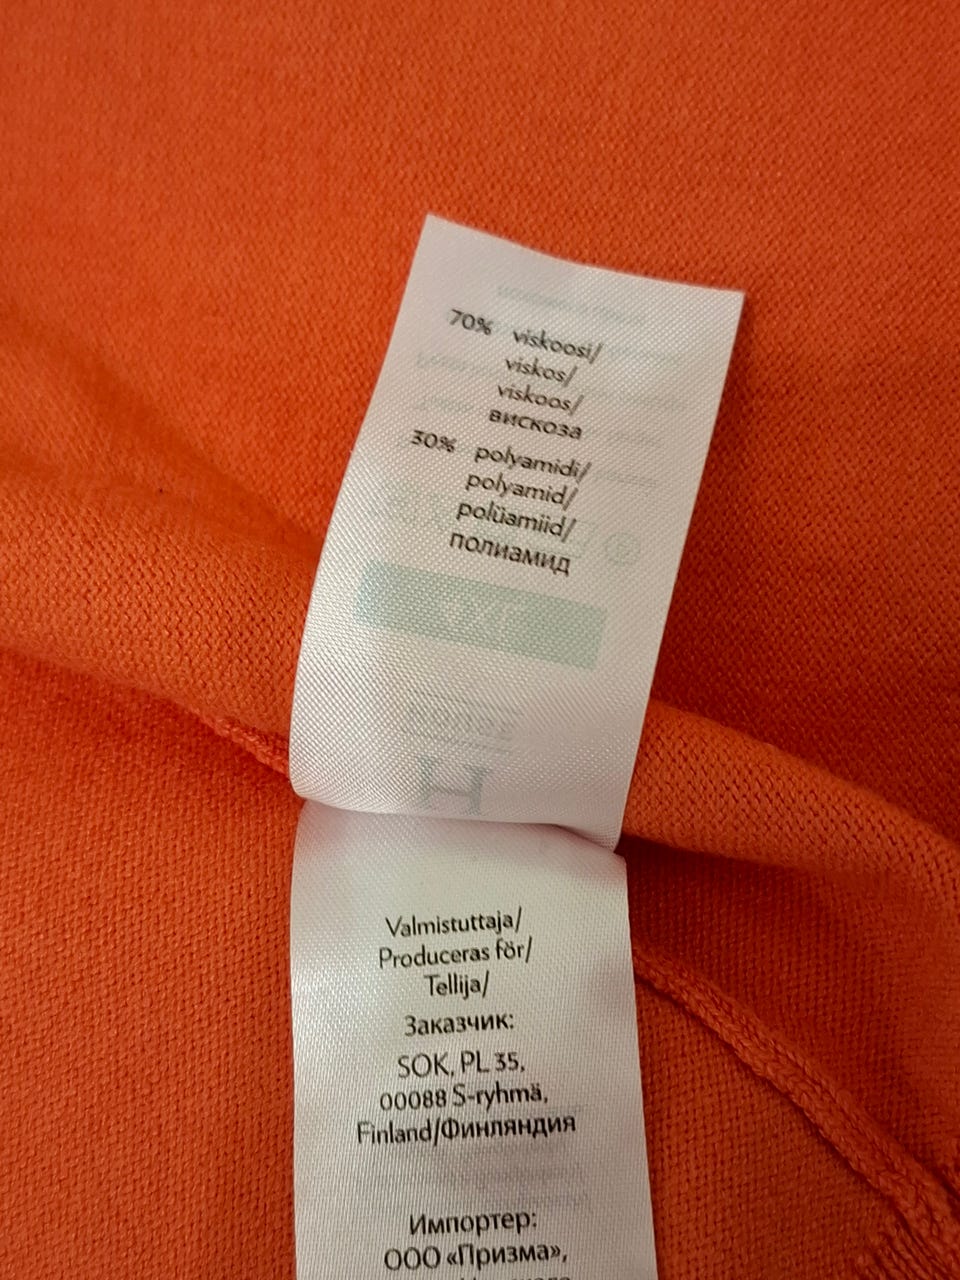 70% viskoosi/
viskos/
viskoos/
вискоза
30% polyamidi/
polyamid/
polüamiid/
полиамид
Valmistuttaja/
Produceras för/
Tellija/
Заказчик:
SOK, PL 35,
00088 S-ryhmä,
Finland/Финляндия
Импортер:
ООО «Призма»,